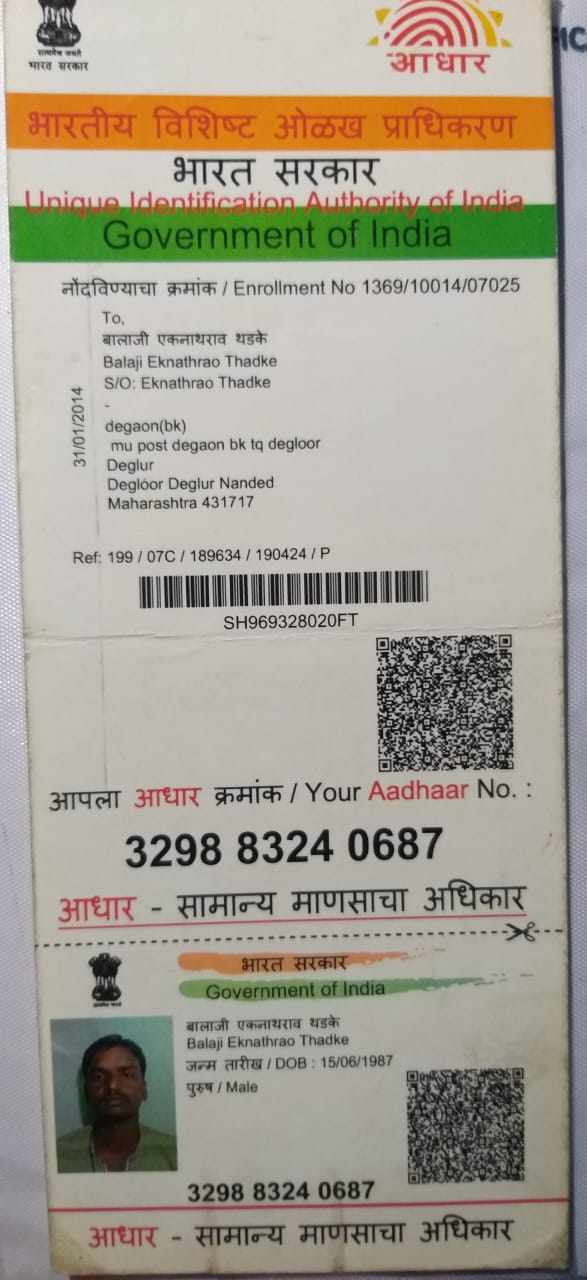 सत्यमेव जयते
भारत सरकार
आधार
भारतीय विशिष्ट ओळख प्राधिकरण
भारत सरकार
Unique Identification Authority of India
Government of India
नोंदविण्याचा क्रमांक / Enrollment No 1369/10014/07025
To,
बालाजी एकनाथराव थडके
Balaji Eknathrao Thadke
S/O: Eknathrao Thadke
-
degaon(bk)
mu post degaon bk tq degloor
Deglur
Degloor Deglur Nanded
Maharashtra 431717
31/01/2014
Ref: 199 / 07C / 189634 / 190424 / P
SH969328020FT
आपला आधार क्रमांक / Your Aadhaar No. :
3298 8324 0687
आधार - सामान्य माणसाचा अधिकार
भारत सरकार
Government of India
बालाजी एकनाथराव थडके
Balaji Eknathrao Thadke
जन्म तारीख / DOB : 15/06/1987
पुरुष / Male
3298 8324 0687
आधार - सामान्य माणसाचा अधिकार